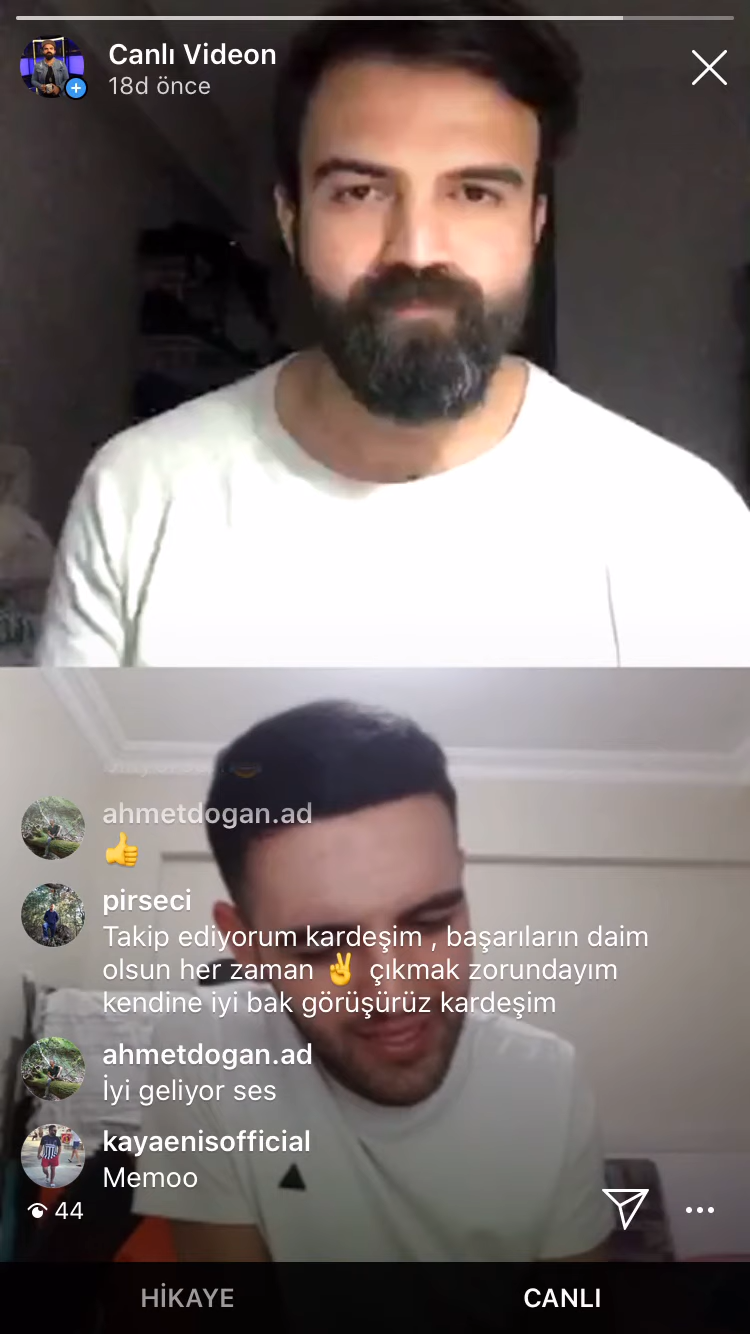 Canlı Videon
18d önce
ahmetdogan.ad
👍
pirseci
Takip ediyorum kardeşim , başarıların daim
olsun her zaman ✌️ çıkmak zorundayım
kendine iyi bak görüşürüz kardeşim
ahmetdogan.ad
İyi geliyor ses
kayaenisofficial
Memoo
44
HİKAYE
CANLI